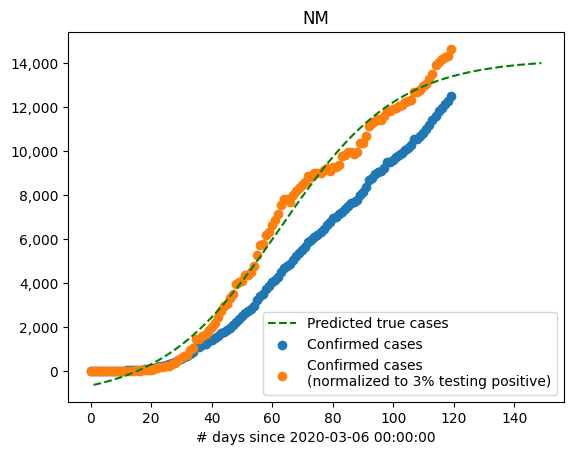 NM
14,000
12,000
10,000
8,000
6,000
4,000
2,000
0
Predicted true cases
Confirmed cases
Confirmed cases
(normalized to 3% testing positive)
0 20 40 60 80 100 120 140
# days since 2020-03-06 00:00:00